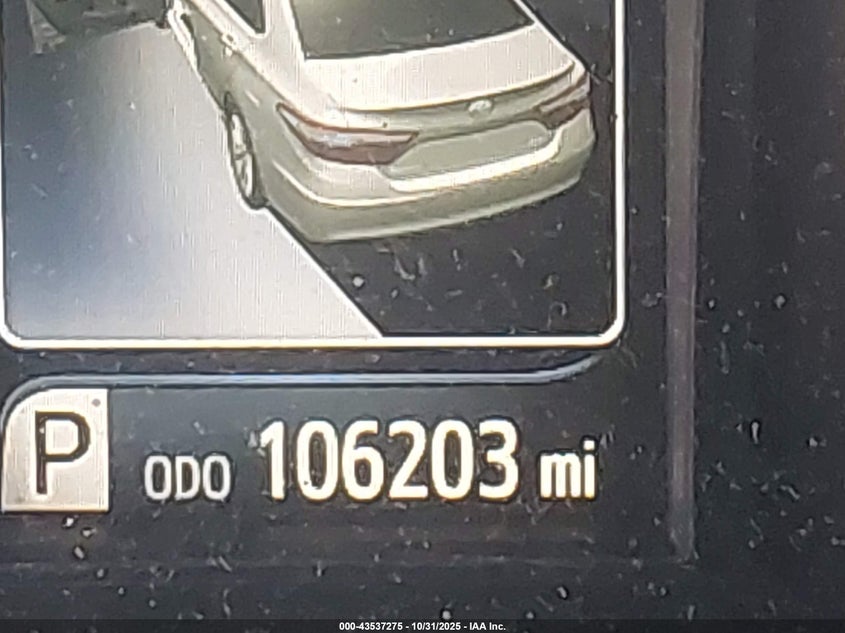 P ODO 106203 mi
000-43537275 - 10/31/2025 - IAA Inc.